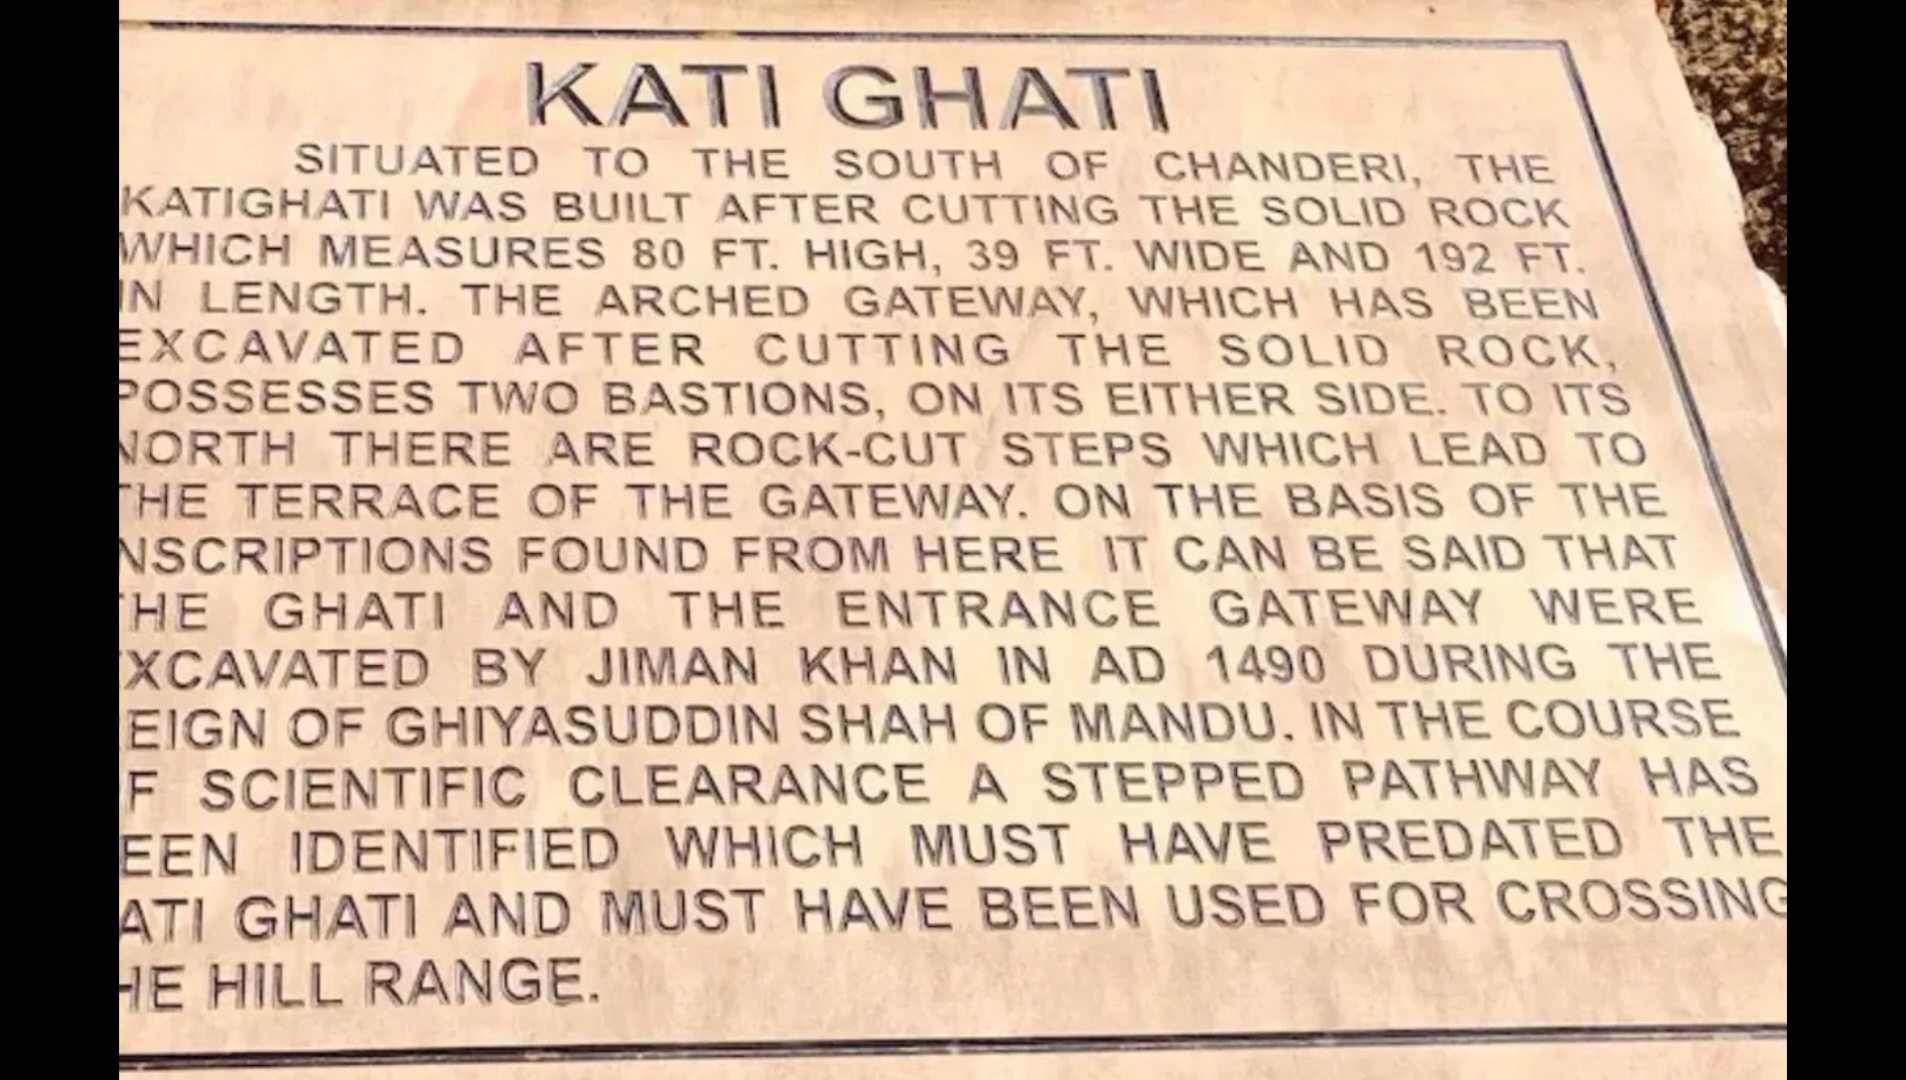 KATI GHATI
SITUATED TO THE SOUTH OF CHANDERI, THE
KATIGHATI WAS BUILT AFTER CUTTING THE SOLID ROCK
WHICH MEASURES 80 FT. HIGH, 39 FT. WIDE AND 192 FT.
IN LENGTH. THE ARCHED GATEWAY, WHICH HAS BEEN
EXCAVATED AFTER CUTTING THE SOLID ROCK,
POSSESSES TWO BASTIONS, ON ITS EITHER SIDE. TO ITS
NORTH THERE ARE ROCK-CUT STEPS WHICH LEAD TO
THE TERRACE OF THE GATEWAY. ON THE BASIS OF THE
NSCRIPTIONS FOUND FROM HERE IT CAN BE SAID THAT
HE GHATI AND THE ENTRANCE GATEWAY WERE
XCAVATED BY JIMAN KHAN IN AD 1490 DURING THE
EIGN OF GHIYASUDDIN SHAH OF MANDU. IN THE COURSE
F SCIENTIFIC CLEARANCE A STEPPED PATHWAY HAS
EEN IDENTIFIED WHICH MUST HAVE PREDATED THE
ATI GHATI AND MUST HAVE BEEN USED FOR CROSSING
HE HILL RANGE.